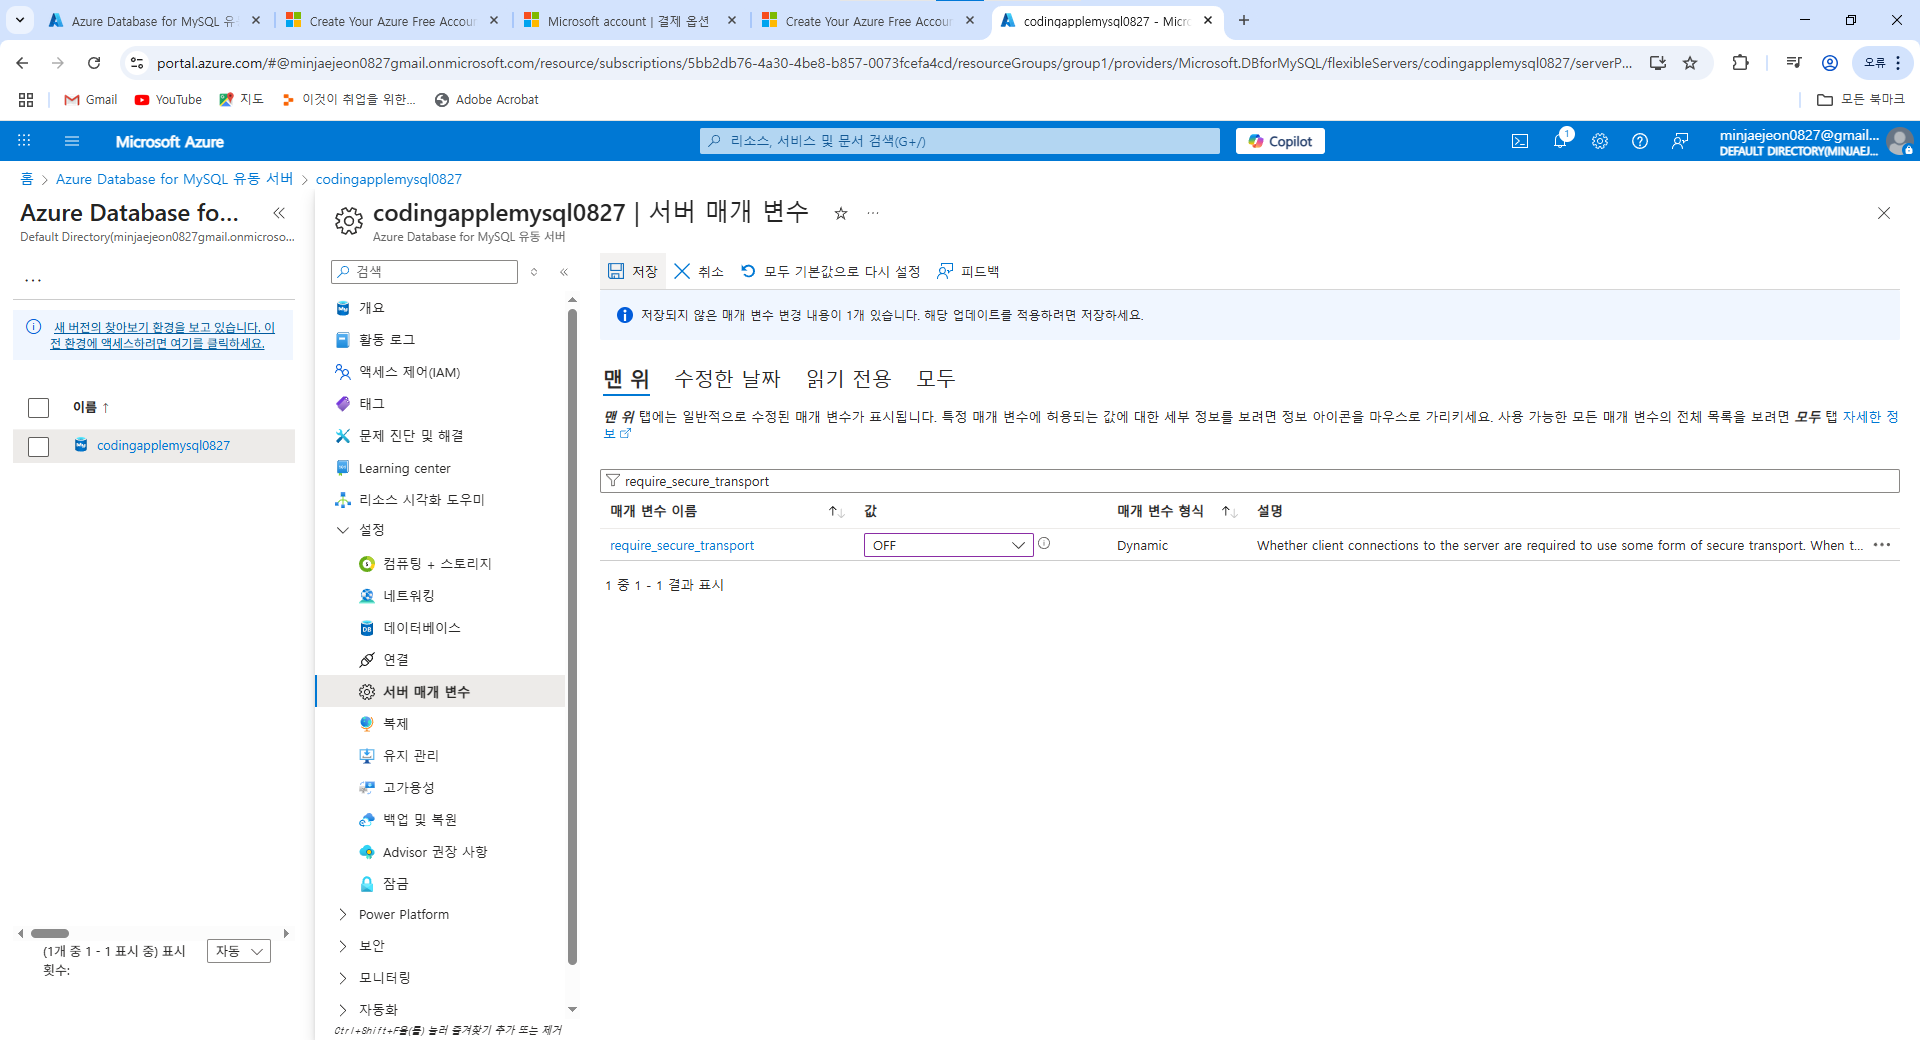 Azure Database for MySQL 유
Create Your Azure Free Accoun
Microsoft account | 결제 옵션
Create Your Azure Free Accoun
codingapplemysql0827 - Micro
portal.azure.com/#@minjaejeon0827gmail.onmicrosoft.com/resource/subscriptions/5bb2db76-4a30-4be8-b857-0073fcefa4cd/resourceGroups/group1/providers/Microsoft.DBforMySQL/flexibleServers/codingapplemysql0827/serverP...
오류
Gmail
YouTube
지도
이것이 취업을 위한...
Adobe Acrobat
모든 북마크
Microsoft Azure
리소스, 서비스 및 문서 검색(G+/)
Copilot
1
minjaejeon0827@gmail...
DEFAULT DIRECTORY(MINJAEJ...
홈 > Azure Database for MySQL 유동 서버 > codingapplemysql0827
Azure Database fo...
Default Directory(minjaejeon0827gmail.onmicroso...
...
새 버전의 찾아보기 환경을 보고 있습니다. 이
전 환경에 액세스하려면 여기를 클릭하세요.
이름 ↑
codingapplemysql0827
(1개 중 1 - 1 표시 중) 표시
횟수:
자동
codingapplemysql0827 | 서버 매개 변수
Azure Database for MySQL 유동 서버
검색
개요
활동 로그
액세스 제어(IAM)
태그
문제 진단 및 해결
Learning center
리소스 시각화 도우미
설정
컴퓨팅 + 스토리지
네트워킹
데이터베이스
연결
서버 매개 변수
복제
유지 관리
고가용성
백업 및 복원
Advisor 권장 사항
잠금
Power Platform
보안
모니터링
자동화
Ctrl+Shift+F을(를) 눌러 즐겨찾기 추가 또는 제거
저장
취소
모두 기본값으로 다시 설정
피드백
저장되지 않은 매개 변수 변경 내용이 1개 있습니다. 해당 업데이트를 적용하려면 저장하세요.
맨 위
수정한 날짜
읽기 전용
모두
맨 위 탭에는 일반적으로 수정된 매개 변수가 표시됩니다. 특정 매개 변수에 허용되는 값에 대한 세부 정보를 보려면 정보 아이콘을 마우스로 가리키세요. 사용 가능한 모든 매개 변수의 전체 목록을 보려면 모두 탭 자세한 정
보
require_secure_transport
매개 변수 이름
값
매개 변수 형식
설명
require_secure_transport
OFF
Dynamic
Whether client connections to the server are required to use some form of secure transport. When t...
1 중 1 - 1 결과 표시